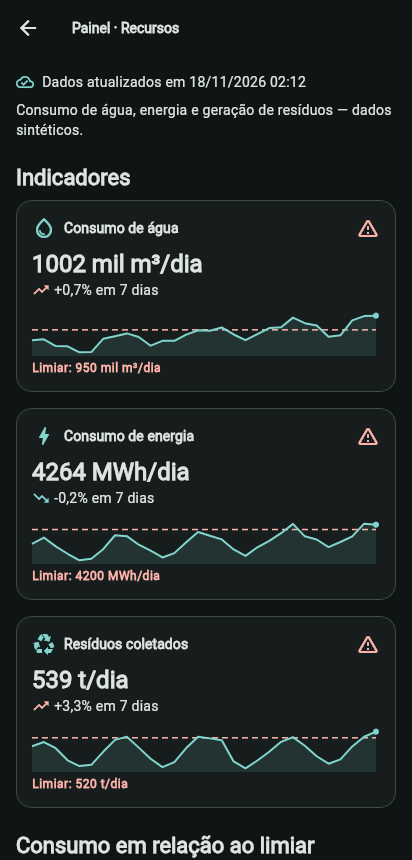 Painel · Recursos
Dados atualizados em 18/11/2026 02:12
Consumo de água, energia e geração de resíduos — dados
sintéticos.
Indicadores
Consumo de água
1002 mil m³/dia
+0,7% em 7 dias
Limiar: 950 mil m³/dia
Consumo de energia
4264 MWh/dia
-0,2% em 7 dias
Limiar: 4200 MWh/dia
Resíduos coletados
539 t/dia
+3,3% em 7 dias
Limiar: 520 t/dia
Consumo em relação ao limiar